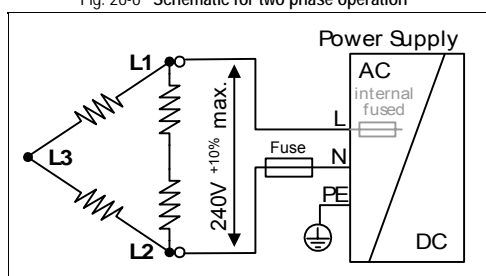 Fig. 26-6 Schematic for two phase operation
Power Supply
L1
AC
internal
fused
L
240V +10% max.
Fuse
N
L3
PE
L2
DC